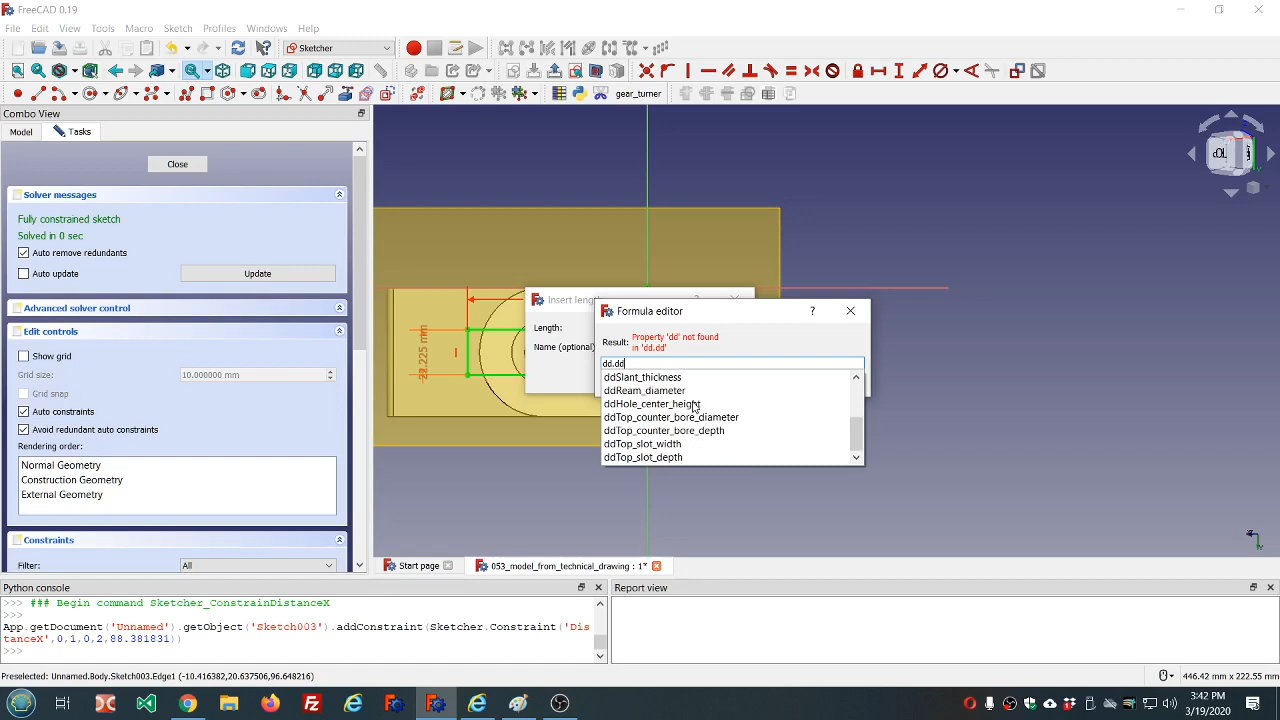 FreeCAD 0.19
File Edit View Tools Macro Sketch Profiles Windows Help
Sketcher
gear_turner
Combo View
Model Tasks
Close
Solver messages
Fully constrained sketch
Solved in 0 sec
Auto remove redundants
Auto update Update
Advanced solver control
Edit controls
Show grid
Grid size: 10.000000 mm
Grid snap
Auto constraints
Avoid redundant auto constraints
Rendering order:
Normal Geometry
Construction Geometry
External Geometry
Constraints
Filter: All
Insert length
Length:
Name (optional)
Formula editor
?
Result: Property 'dd' not found
in 'dd.dd'
dd.dd
ddSlant_thickness
ddReam_diameter
ddHole_center_height
ddTop_counter_bore_diameter
ddTop_counter_bore_depth
ddTop_slot_width
ddTop_slot_depth
Start page 053_model_from_technical_drawing : 1*
Python console
>>> ### Begin command Sketcher_ConstrainDistanceX
>>>
App.getDocument('Unnamed').getObject('Sketch003').addConstraint(Sketcher.Constraint('Dis
tanceX',0,1,0,2,88.381831))
>>>
Report view
Preselected: Unnamed.Body.Sketch003.Edge1 (-10.416382,20.637506,96.648216)
446.42 mm x 222.55 mm
3:42 PM
3/19/2020